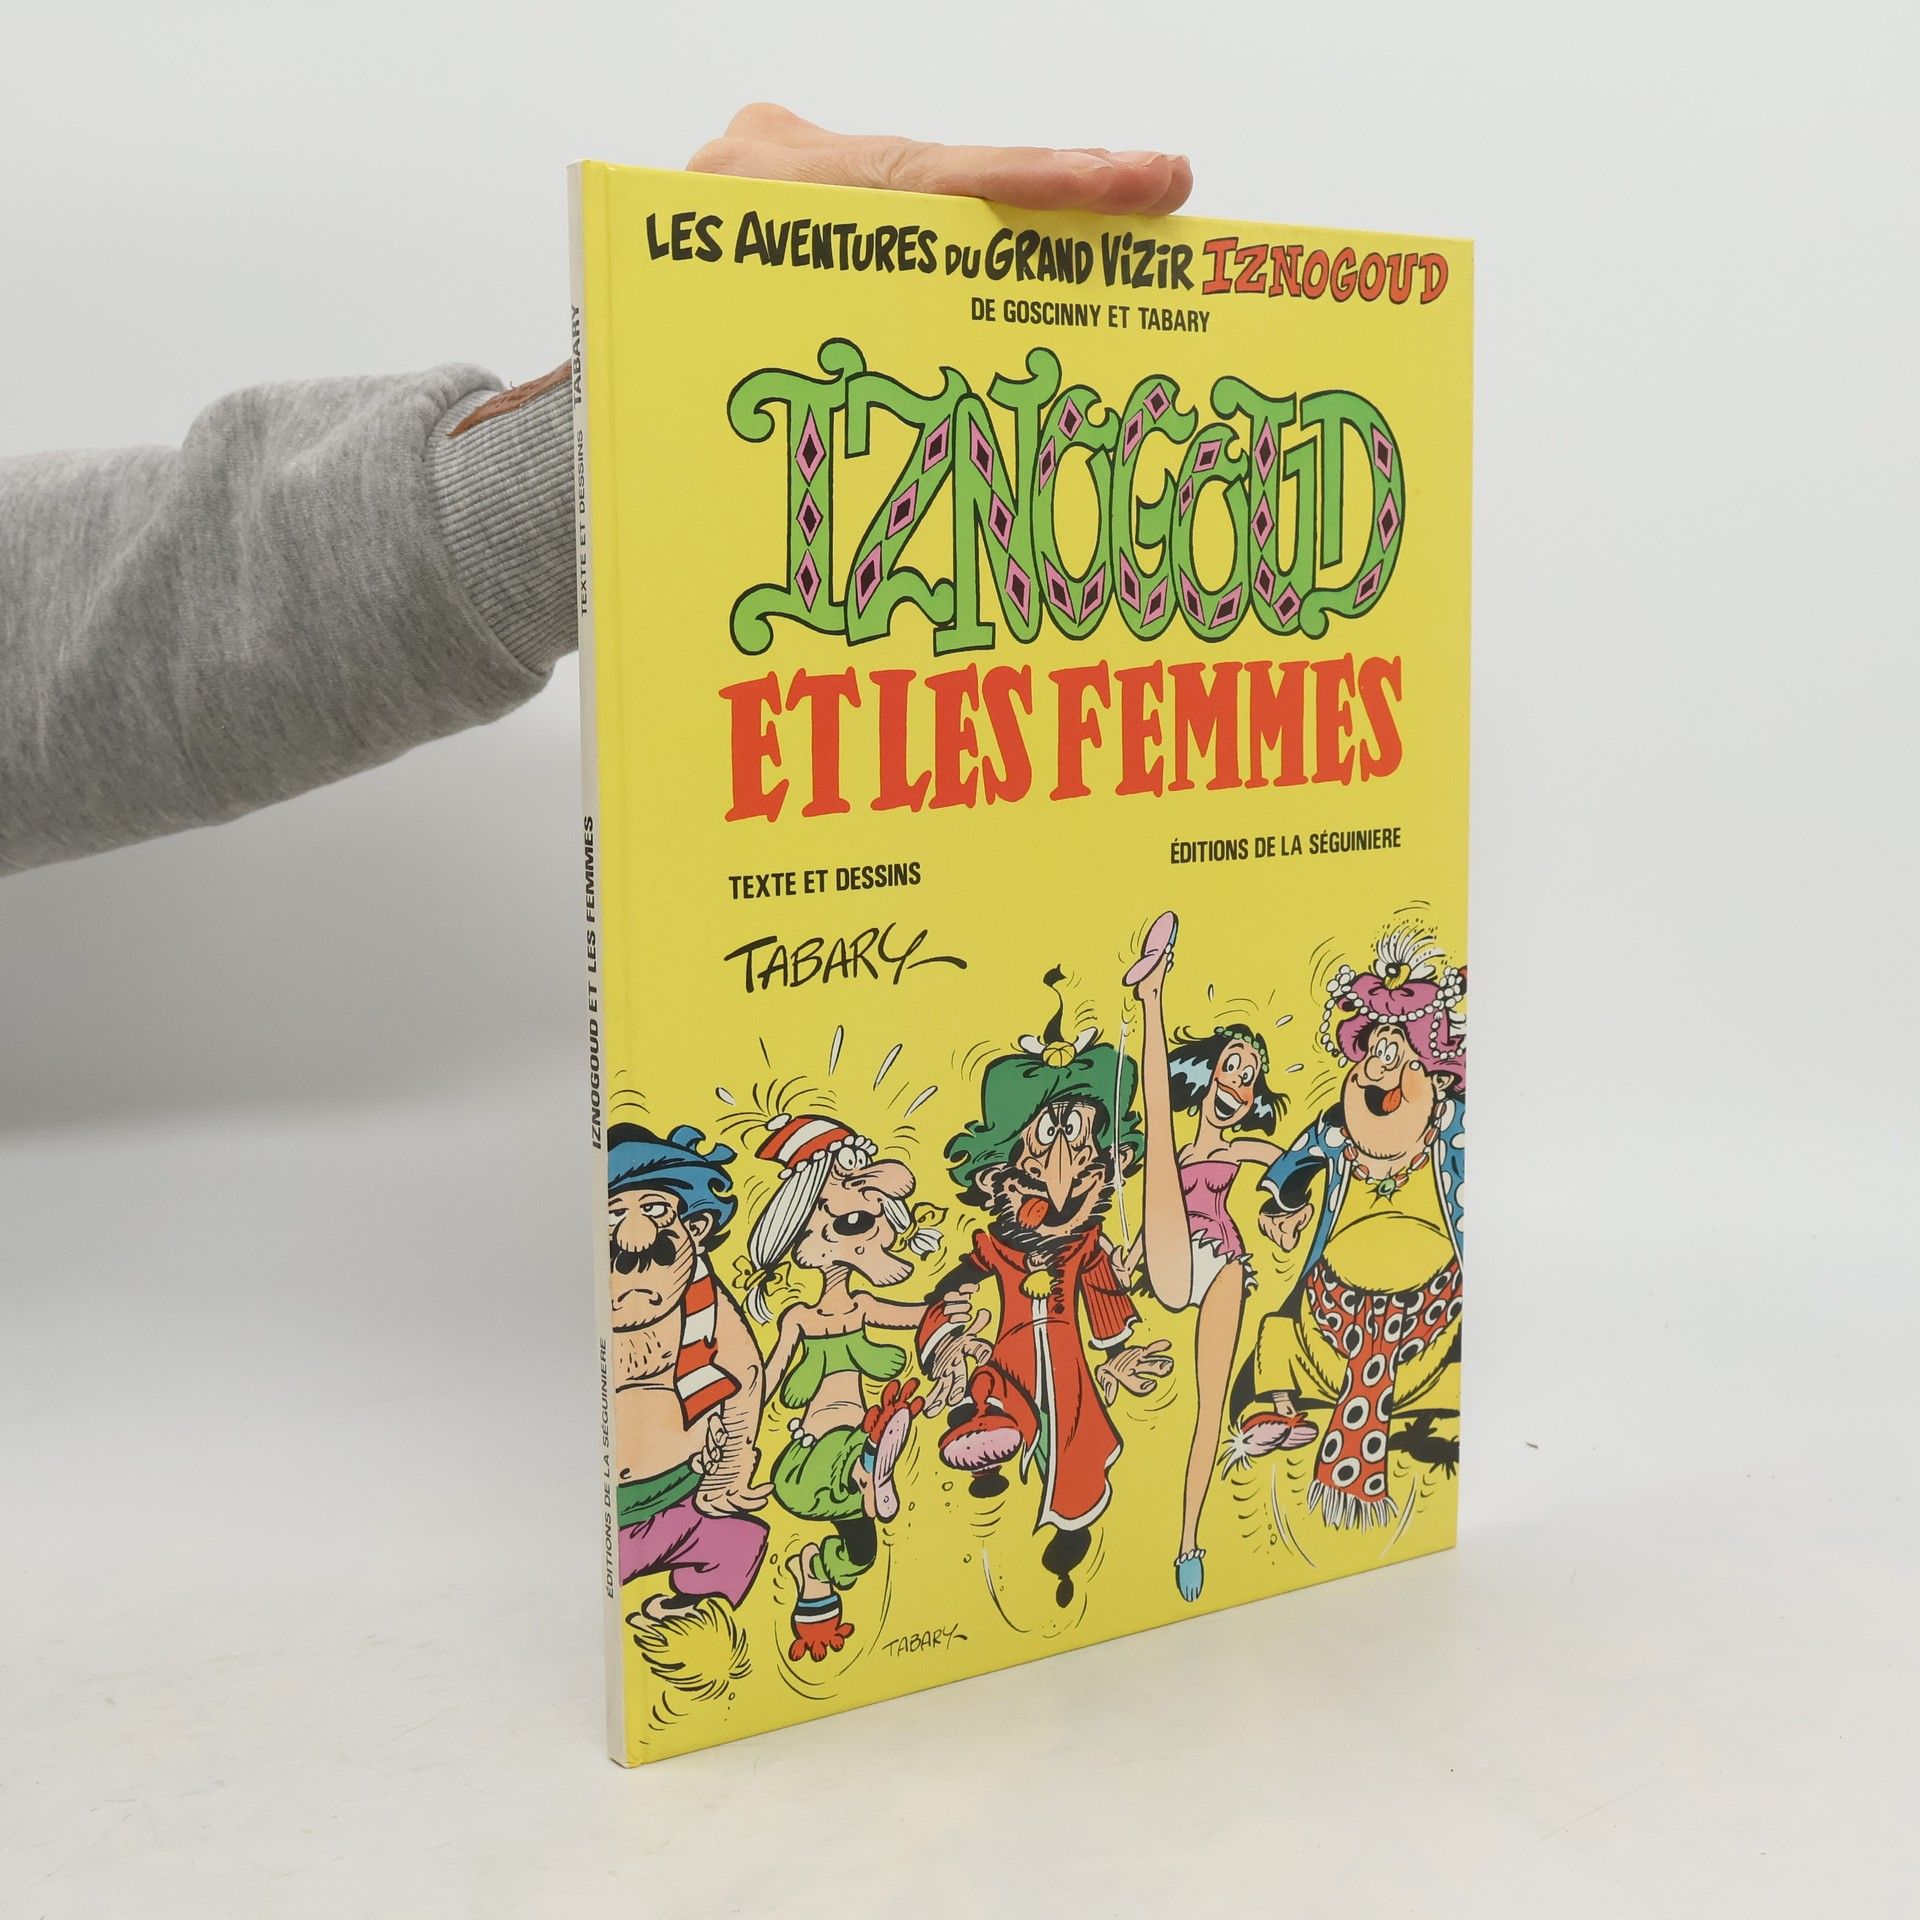 LES AVENTURES DU GRAND VIZIR IZNOGOUD
DE GOSCINNY ET TABARY
IZNOGOUD
ET LES FEMMES
ÉDITIONS DE LA SÉGUINIERE
TEXTE ET DESSINS
TABARY
TABARY
TEXTE ET DESSINS TABARY
IZNOGOUD ET LES FEMMES
ÉDITIONS DE LA SÉGUINIERE